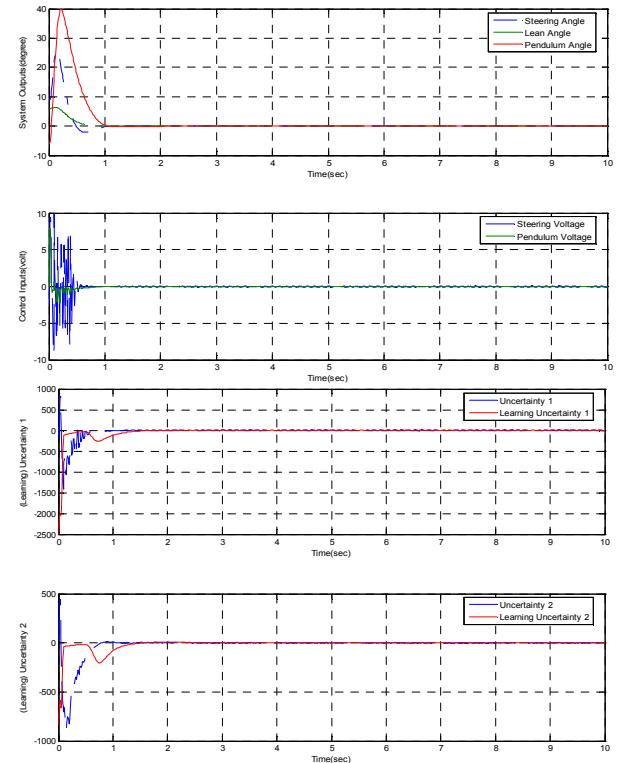 40
30
20
10
0
-10
System Outputs(degree)
Steering Angle
Lean Angle
Pendulum Angle
0 1 2 3 4 5 6 7 8 9 10
Time(sec)
10
5
0
-5
-10
Control Inputs(volt)
Steering Voltage
Pendulum Voltage
0 1 2 3 4 5 6 7 8 9 10
Time(sec)
1000
500
0
-500
-1000
-1500
-2000
-2500
(Learning) Uncertainty 1
Uncertainty 1
Learning Uncertainty 1
0 1 2 3 4 5 6 7 8 9 10
Time(sec)
500
0
-500
-1000
(Learning) Uncertainty 2
Uncertainty 2
Learning Uncertainty 2
0 1 2 3 4 5 6 7 8 9 10
Time(sec)